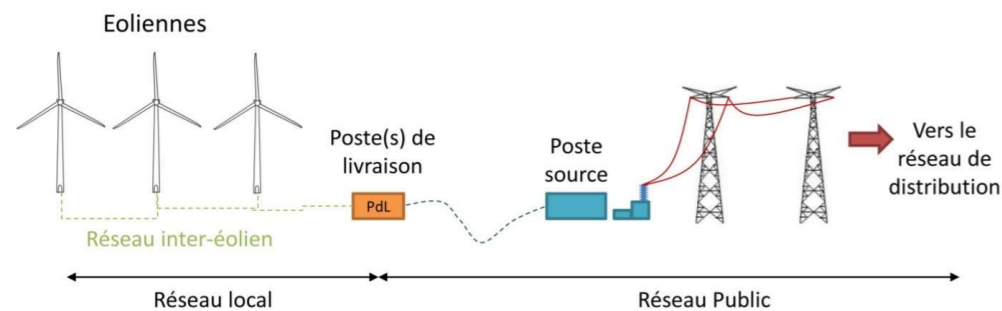 Eoliennes
Poste(s) de
livraison
Poste
source
Vers le
réseau de
distribution
PdL
Réseau inter-éolien
Réseau local
Réseau Public